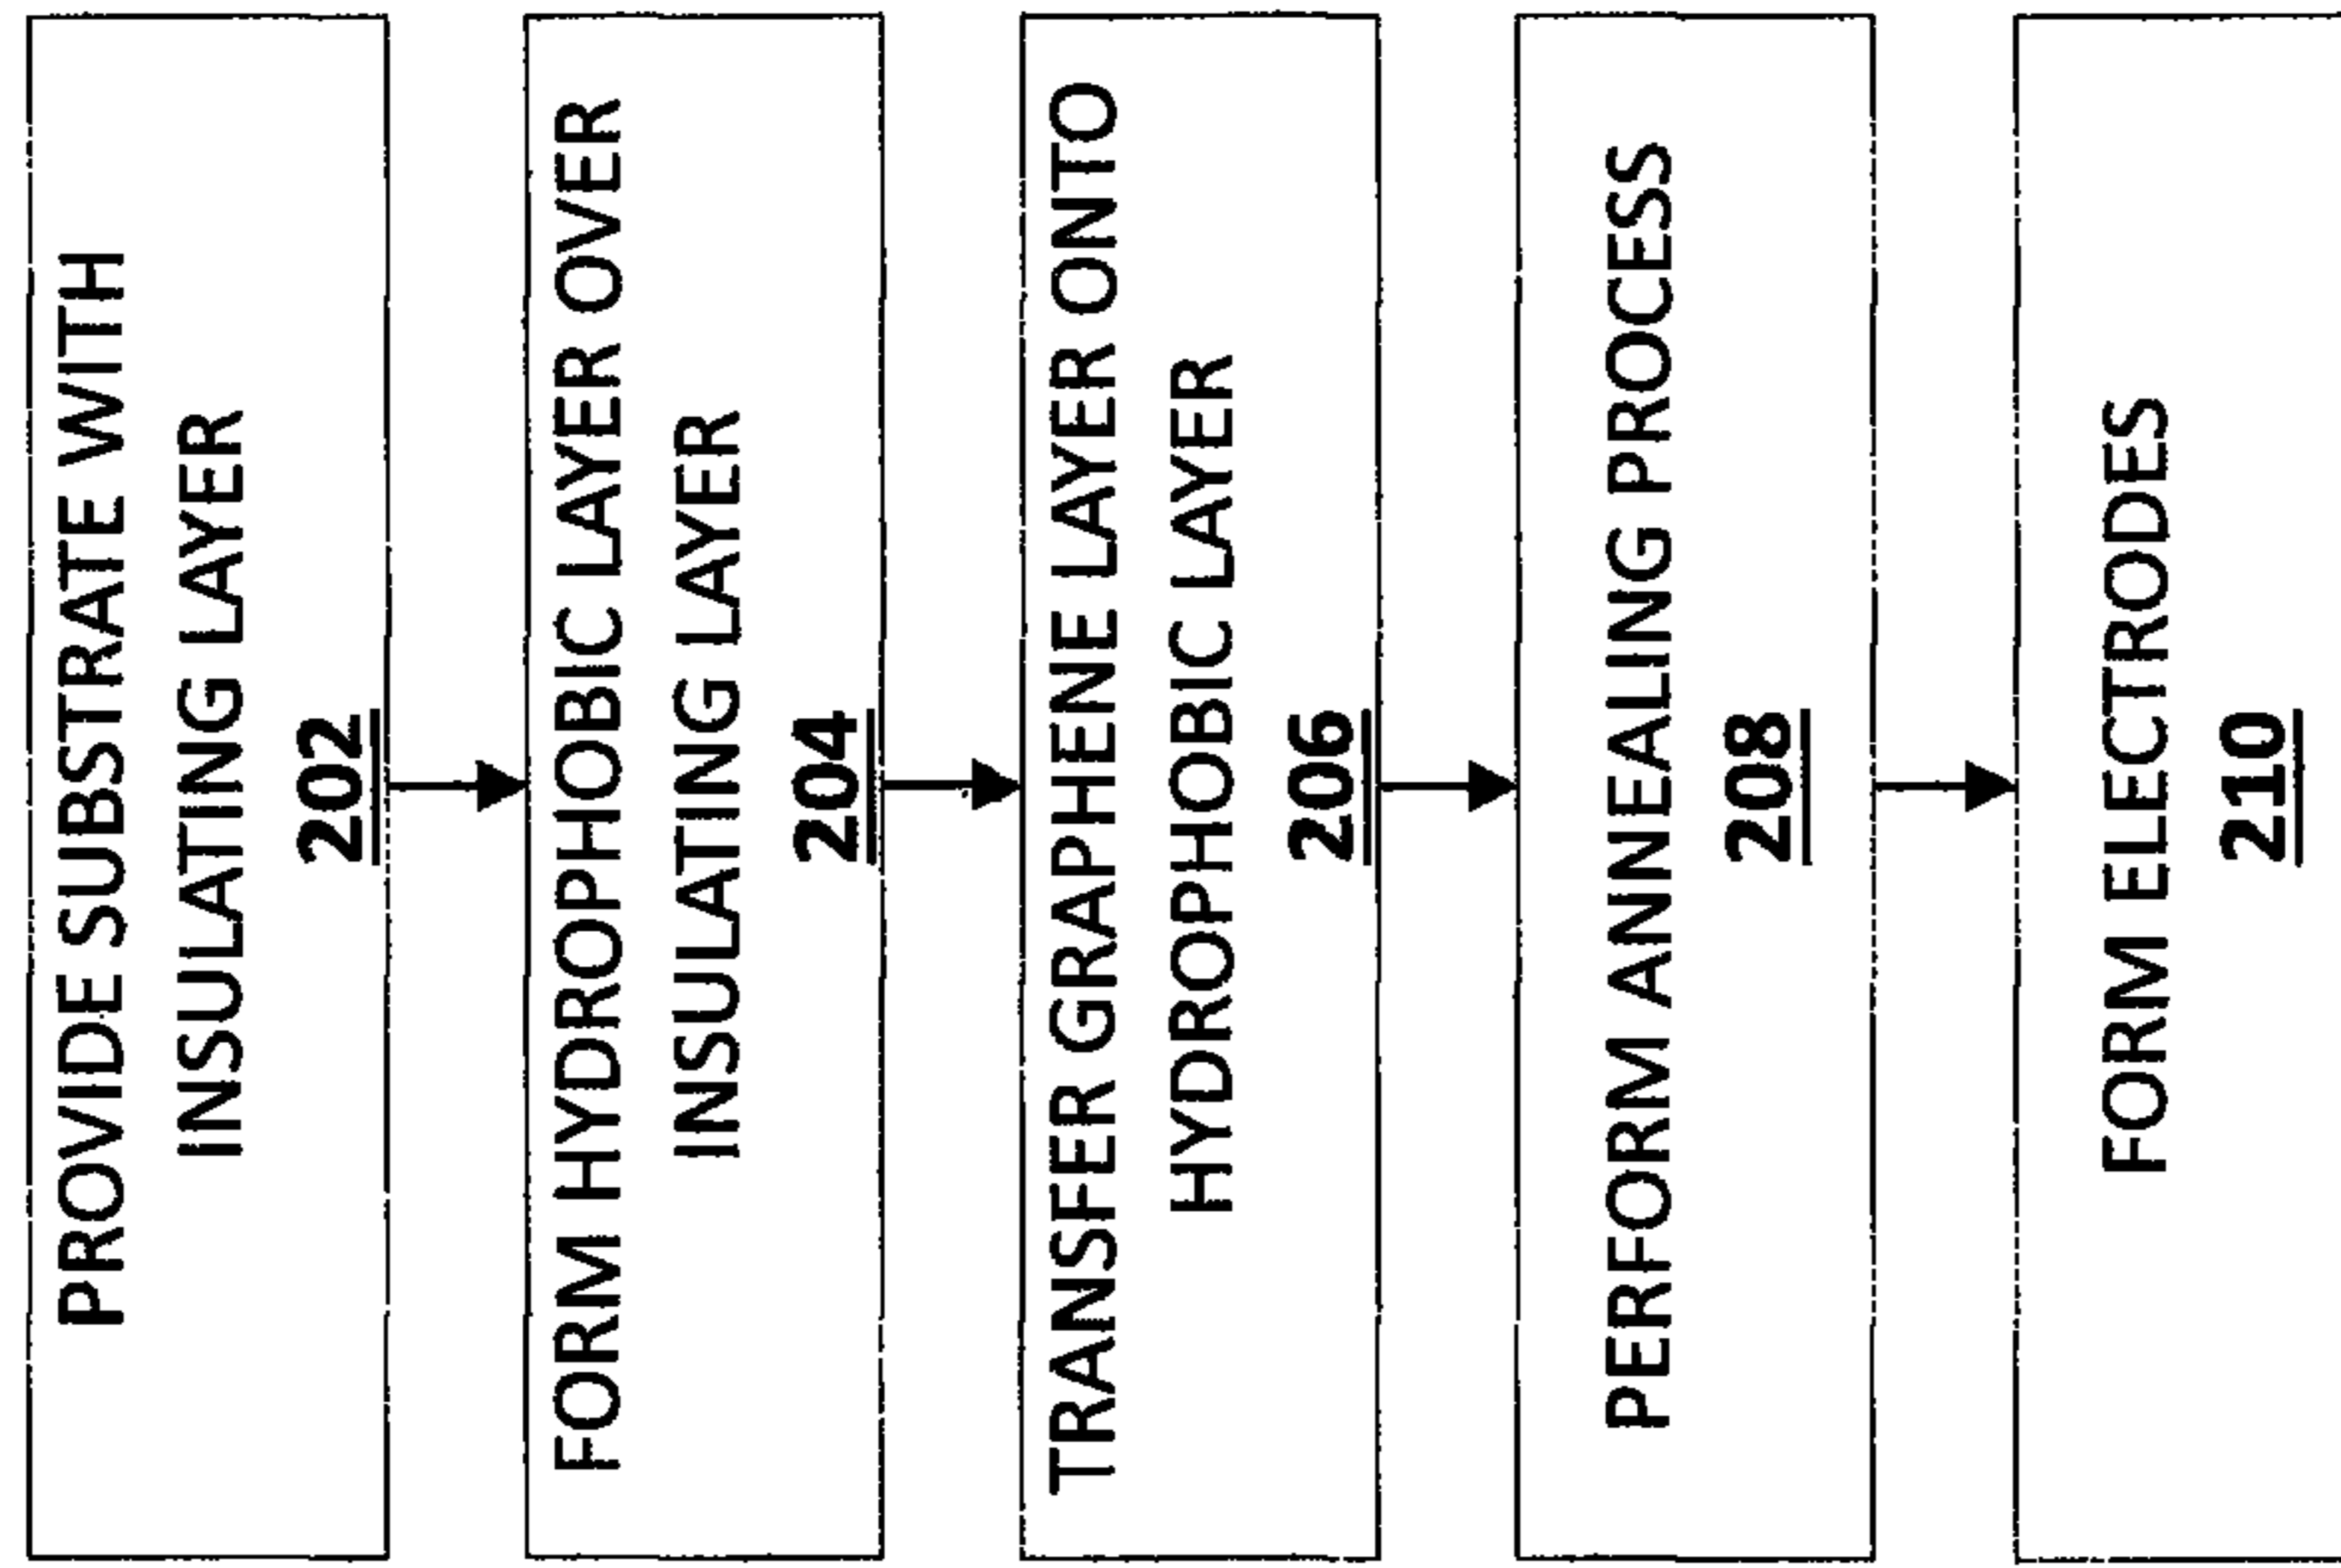 PROVIDE SUBSTRATE WITH
INSULATING LAYER
202
FORM HYDROPHOBIC LAYER OVER
INSULATING LAYER
204
TRANSFER GRAPHENE LAYER ONTO
HYDROPHOBIC LAYER
206
PERFORM ANNEALING PROCESS
208
FORM ELECTRODES
210